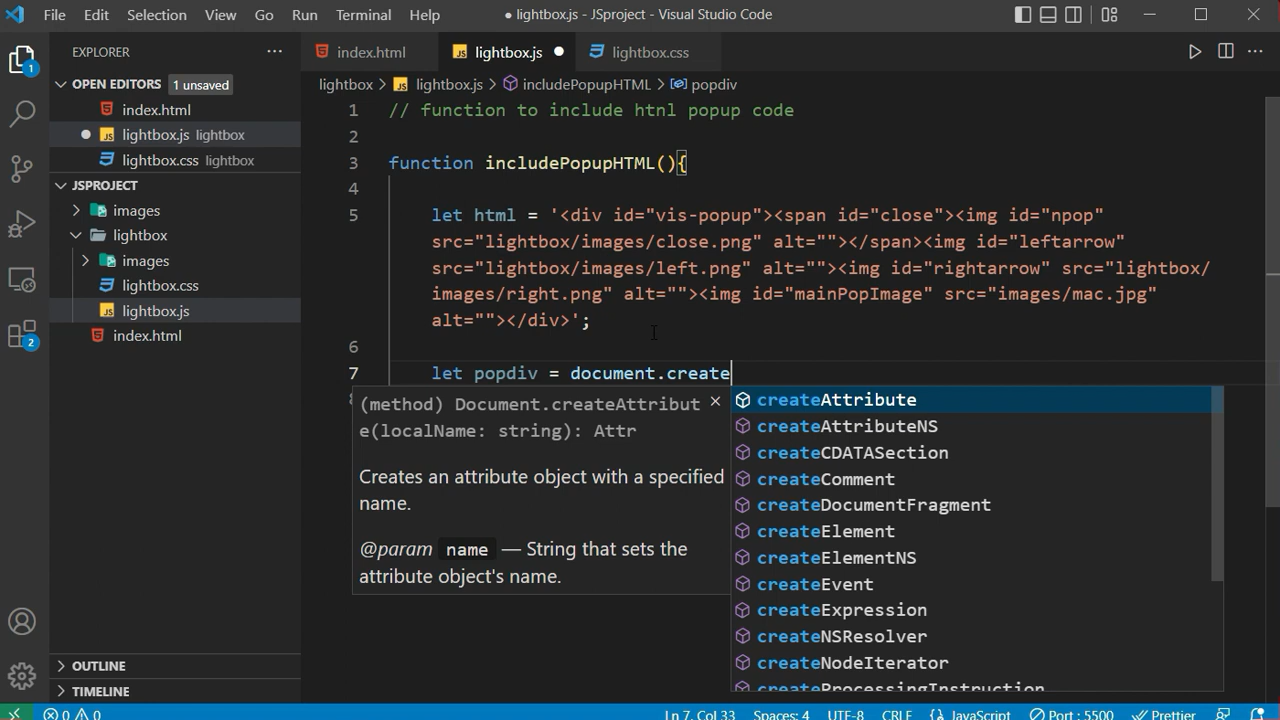 File Edit Selection View Go Run Terminal Help
● lightbox.js - JSproject - Visual Studio Code
EXPLORER
index.html
lightbox.js
lightbox.css
OPEN EDITORS 1 unsaved
index.html
lightbox.js lightbox
lightbox.css lightbox
JSPROJECT
images
lightbox
images
lightbox.css
lightbox.js
index.html
OUTLINE
TIMELINE
1
2
lightbox > lightbox.js > includePopupHTML > popdiv
1 // function to include htnl popup code
2
3 function includePopupHTML(){
4
5 let html = '<div id="vis-popup"><span id="close"><img id="npop"
src="lightbox/images/close.png" alt=""></span><img id="leftarrow"
src="lightbox/images/left.png" alt=""><img id="rightarrow" src="lightbox/
images/right.png" alt=""><img id="mainPopImage" src="images/mac.jpg"
alt=""></div>';
6
7 let popdiv = document.create
(method) Document.createAttribut
e(localName: string): Attr
Creates an attribute object with a specified
name.
@param name — String that sets the
attribute object's name.
createAttribute
createAttributeNS
createCDATASection
createComment
createDocumentFragment
createElement
createElementNS
createEvent
createExpression
createNSResolver
createNodeIterator
createProcessingInstruction
0 0
Ln 7, Col 33 Spaces: 4 UTF-8 CRLF JavaScript Port : 5500 Prettier